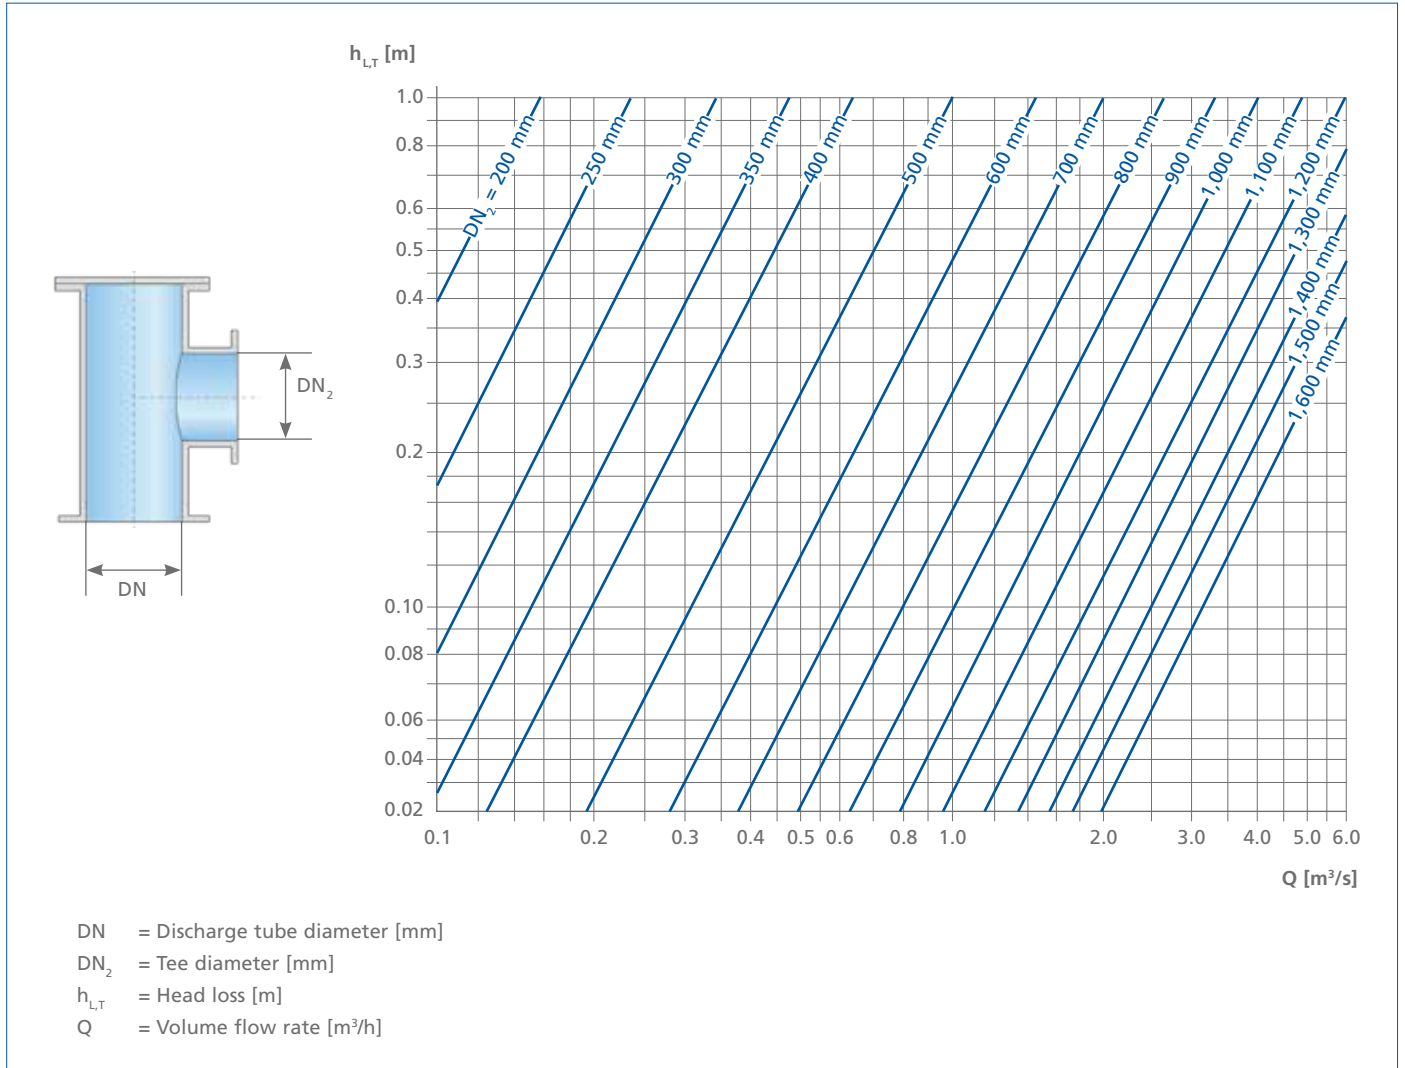 h L,T [m]
1.0
0.8
0.6
0.5
0.4
0.3
0.2
0.10
0.08
0.06
0.04
0.02
0.1 0.2 0.3 0.4 0.5 0.6 0.8 1.0 2.0 3.0 4.0 5.0 6.0
Q [m³/s]
DN₂ = 200 mm
250 mm
300 mm
350 mm
400 mm
500 mm
600 mm
700 mm
800 mm
900 mm
1,000 mm
1,100 mm
1,200 mm
1,300 mm
1,400 mm
1,500 mm
1,600 mm
DN₂
DN
DN = Discharge tube diameter [mm]
DN₂ = Tee diameter [mm]
h L,T = Head loss [m]
Q = Volume flow rate [m³/h]